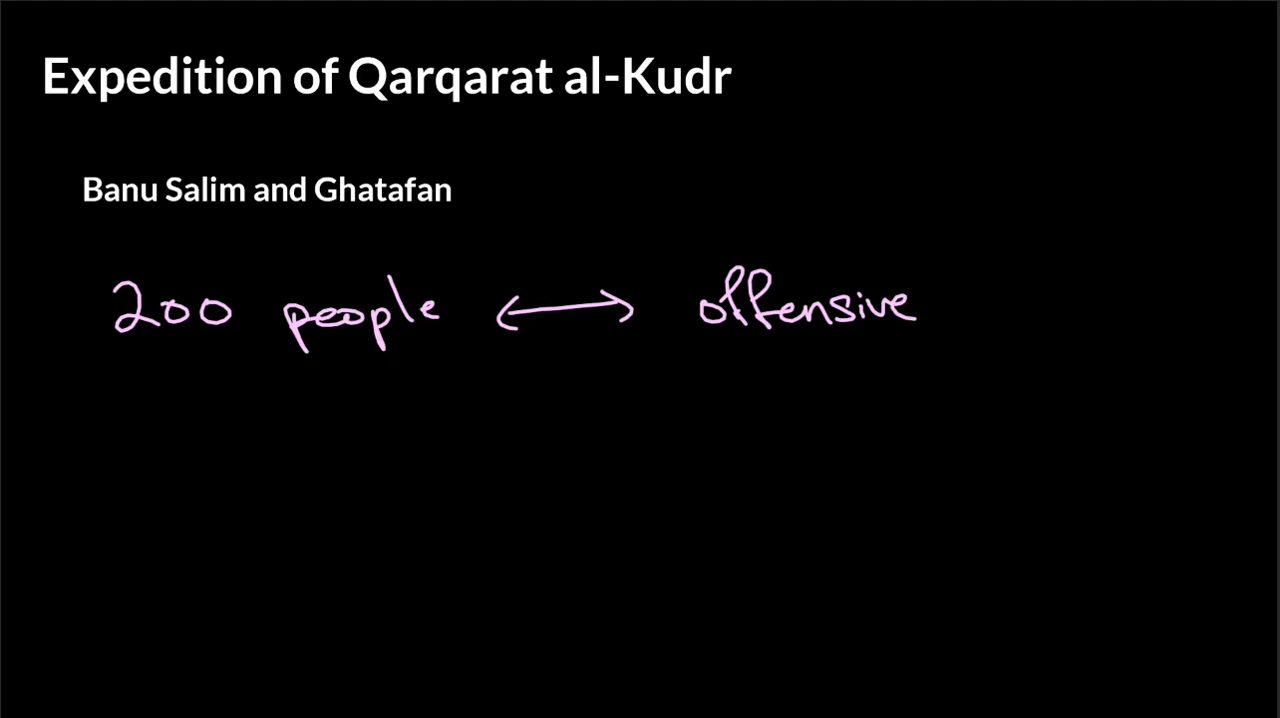 Expedition of Qarqarat al-Kudr
Banu Salim and Ghatafan
200 people ⟷ offensive